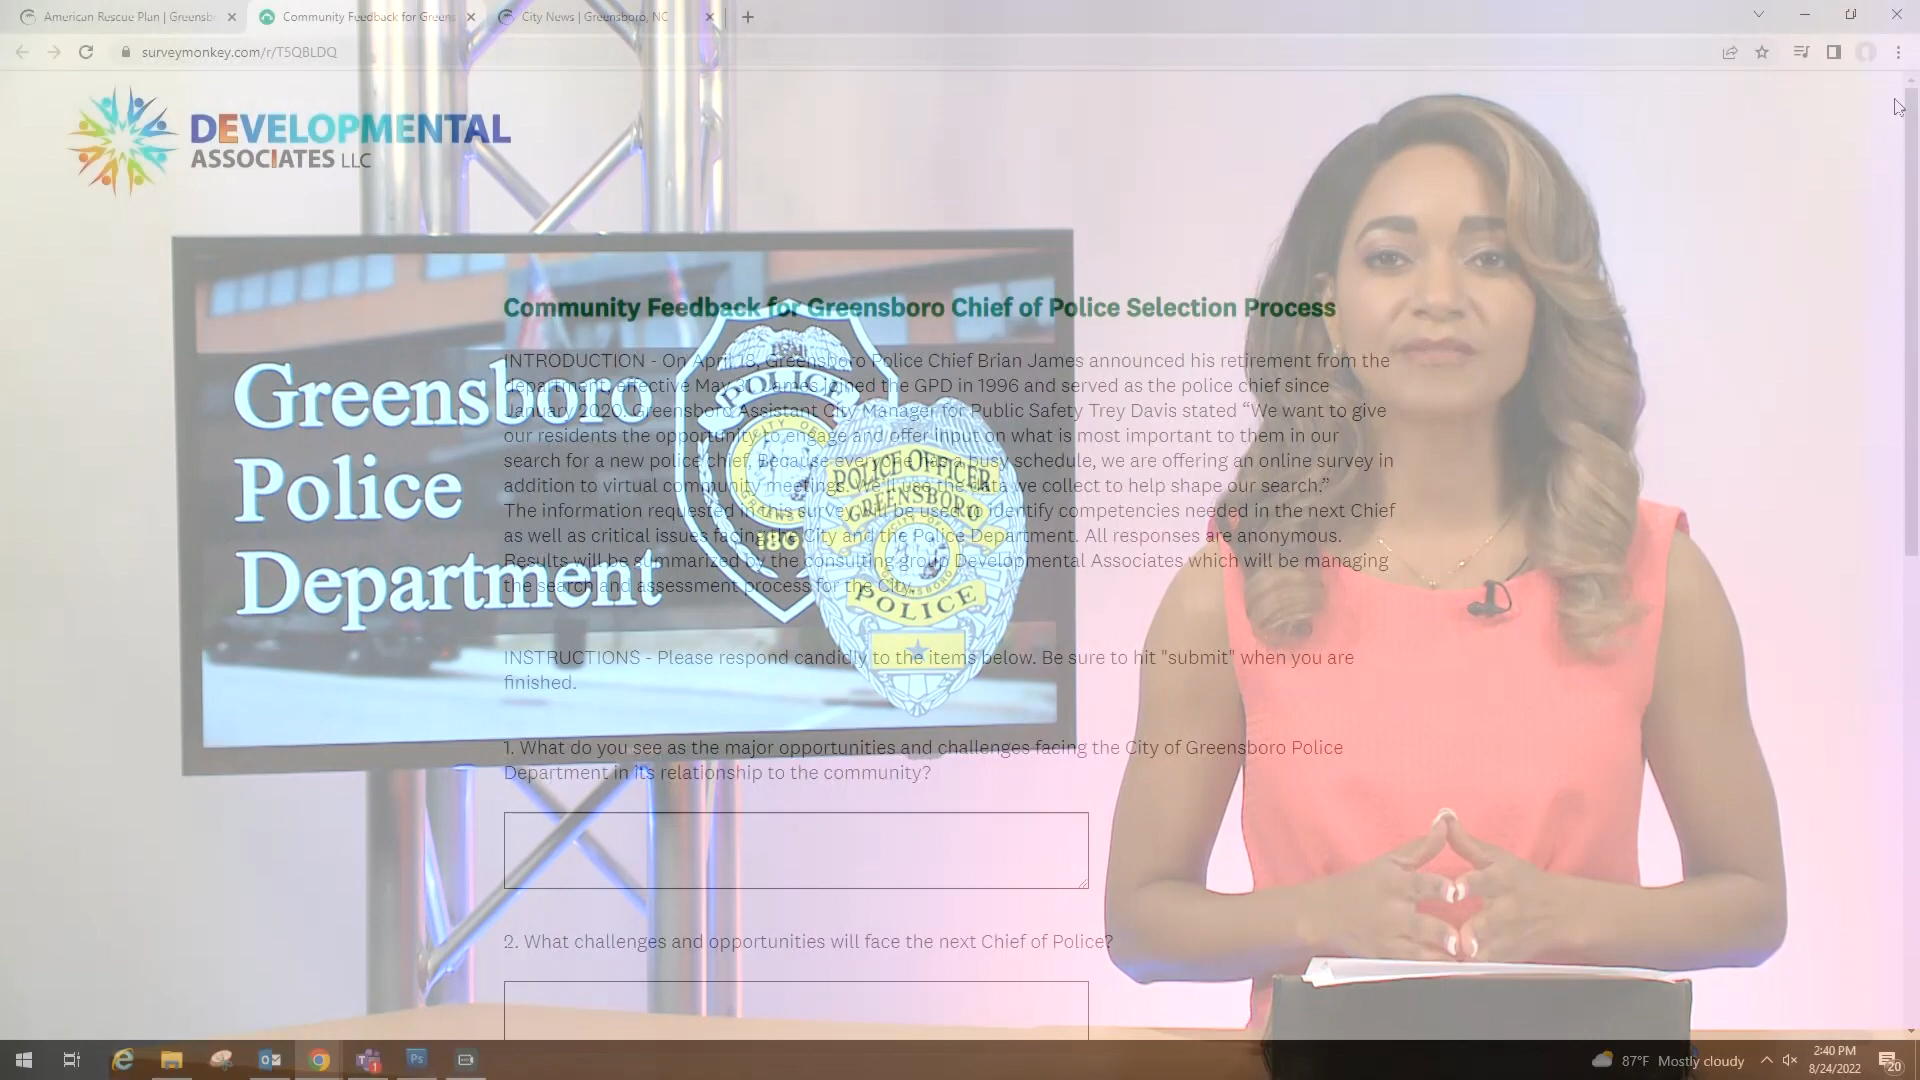 American Rescue Plan | Greensb
Community Feedback for Greens
City News | Greensboro, NC
surveymonkey.com/r/T5QBLDQ
DEVELOPMENTAL
ASSOCIATES LLC
Community Feedback for Greensboro Chief of Police Selection Process
INTRODUCTION - On April 18, Greensboro Police Chief Brian James announced his retirement from the
department, effective May 31. James joined the GPD in 1996 and served as the police chief since
January 2020. Greensboro Assistant City Manager for Public Safety Trey Davis stated “We want to give
our residents the opportunity to engage and offer input on what is most important to them in our
search for a new police chief. Because everyone has a busy schedule, we are offering an online survey in
addition to virtual community meetings. We'll use the data we collect to help shape our search.”
The information requested in this survey will be used to identify competencies needed in the next Chief
as well as critical issues facing the City and the Police Department. All responses are anonymous.
Results will be summarized by the consulting group Developmental Associates which will be managing
the search and assessment process for the City.
INSTRUCTIONS - Please respond candidly to the items below. Be sure to hit "submit" when you are
finished.
1. What do you see as the major opportunities and challenges facing the City of Greensboro Police
Department in its relationship to the community?
2. What challenges and opportunities will face the next Chief of Police?
Greensboro
Police
Department
POLICE
CITY OF
GREENS
180
POLICE OFFICER
GREENSBORO
POLICE
87°F Mostly cloudy
2:40 PM
8/24/2022
20